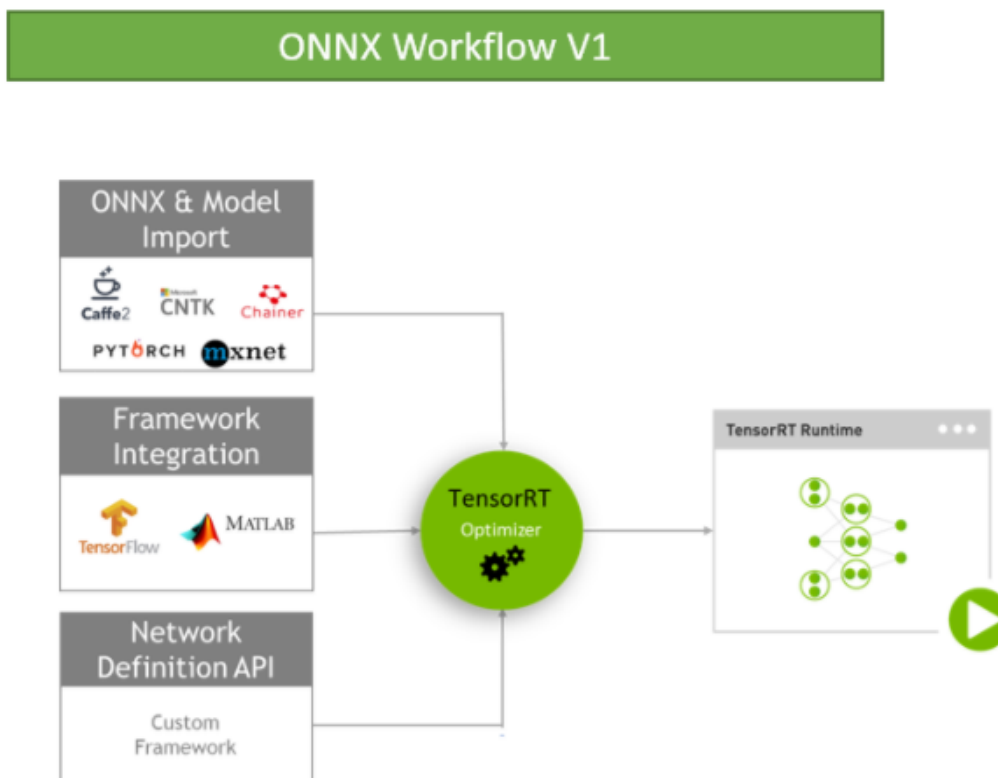 ONNX Workflow V1
ONNX & Model
Import
Caffe2
Microsoft
CNTK
Chainer
PYTORCH
mxnet
Framework
Integration
TensorFlow
MATLAB
Network
Definition API
Custom
Framework
TensorRT
Optimizer
TensorRT Runtime